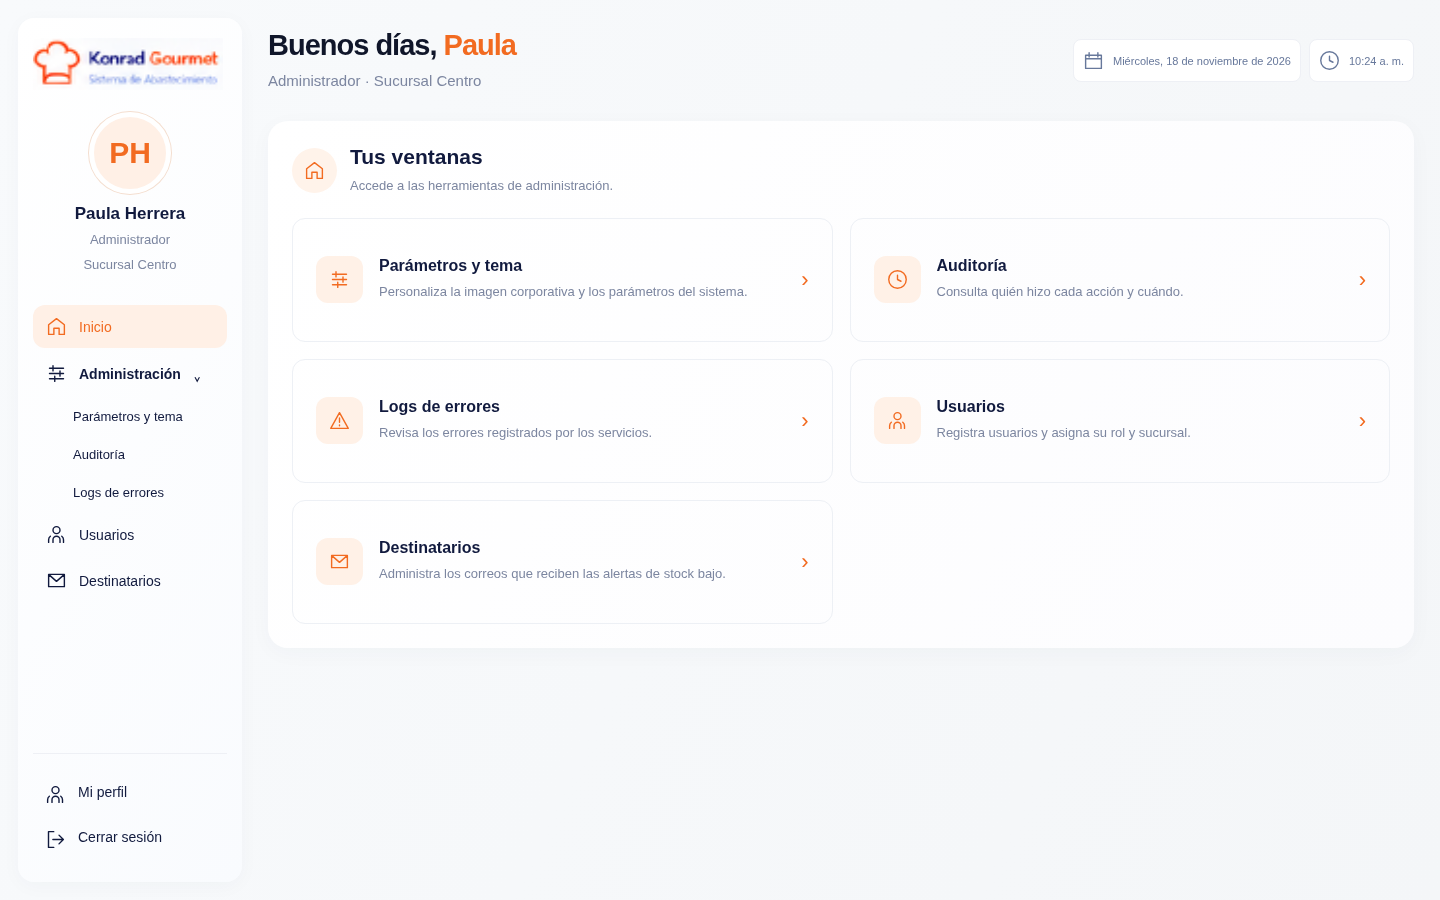 Konrad Gourmet
Sistema de Abastecimiento
PH
Paula Herrera
Administrador
Sucursal Centro
Inicio
Administración
Parámetros y tema
Auditoría
Logs de errores
Usuarios
Destinatarios
Mi perfil
Cerrar sesión
Buenos días, Paula
Administrador · Sucursal Centro
Miércoles, 18 de noviembre de 2026
10:24 a. m.
Tus ventanas
Accede a las herramientas de administración.
Parámetros y tema
Personaliza la imagen corporativa y los parámetros del sistema.
Auditoría
Consulta quién hizo cada acción y cuándo.
Logs de errores
Revisa los errores registrados por los servicios.
Usuarios
Registra usuarios y asigna su rol y sucursal.
Destinatarios
Administra los correos que reciben las alertas de stock bajo.